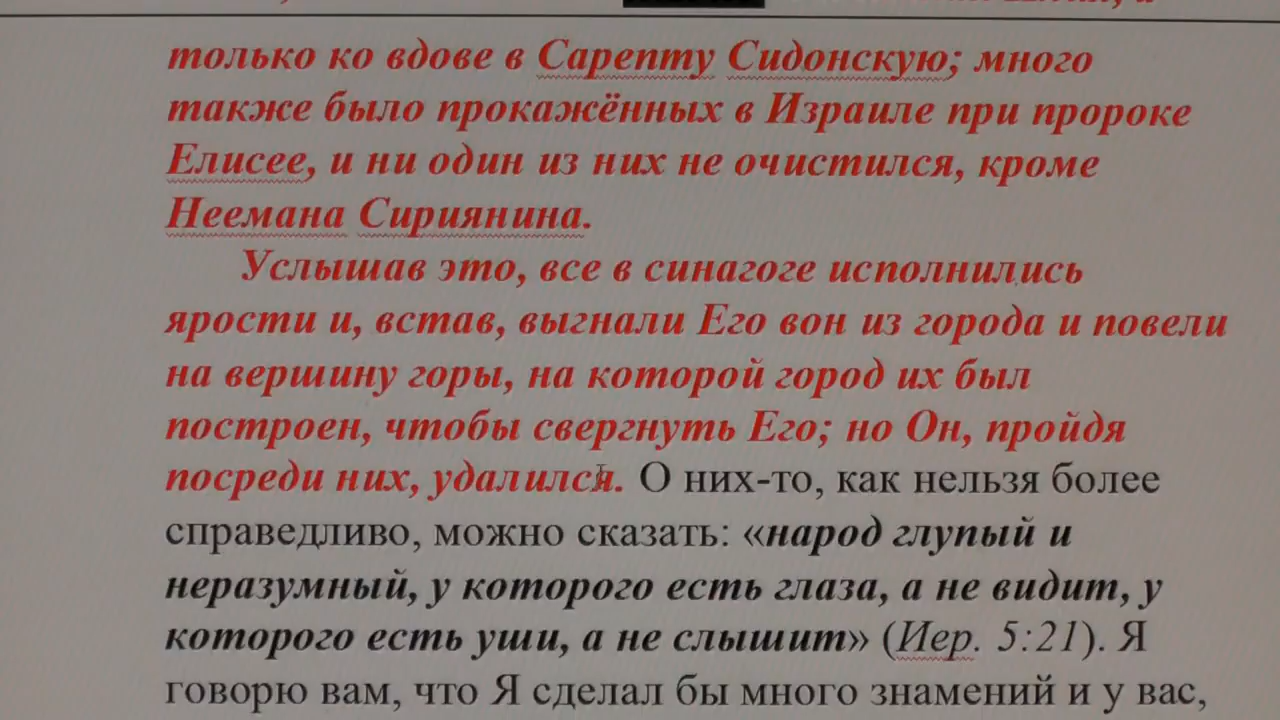 только ко вдове в Сарепту Сидонскую; много
также было прокажённых в Израиле при пророке
Елисее, и ни один из них не очистился, кроме
Неемана Сириянина.
Услышав это, все в синагоге исполнились
ярости и, встав, выгнали Его вон из города и повели
на вершину горы, на которой город их был
построен, чтобы свергнуть Его; но Он, пройдя
посреди них, удалился. О них-то, как нельзя более
справедливо, можно сказать: «народ глупый и
неразумный, у которого есть глаза, а не видит, у
которого есть уши, а не слышит» (Иер. 5:21). Я
говорю вам, что Я сделал бы много знамений и у вас,